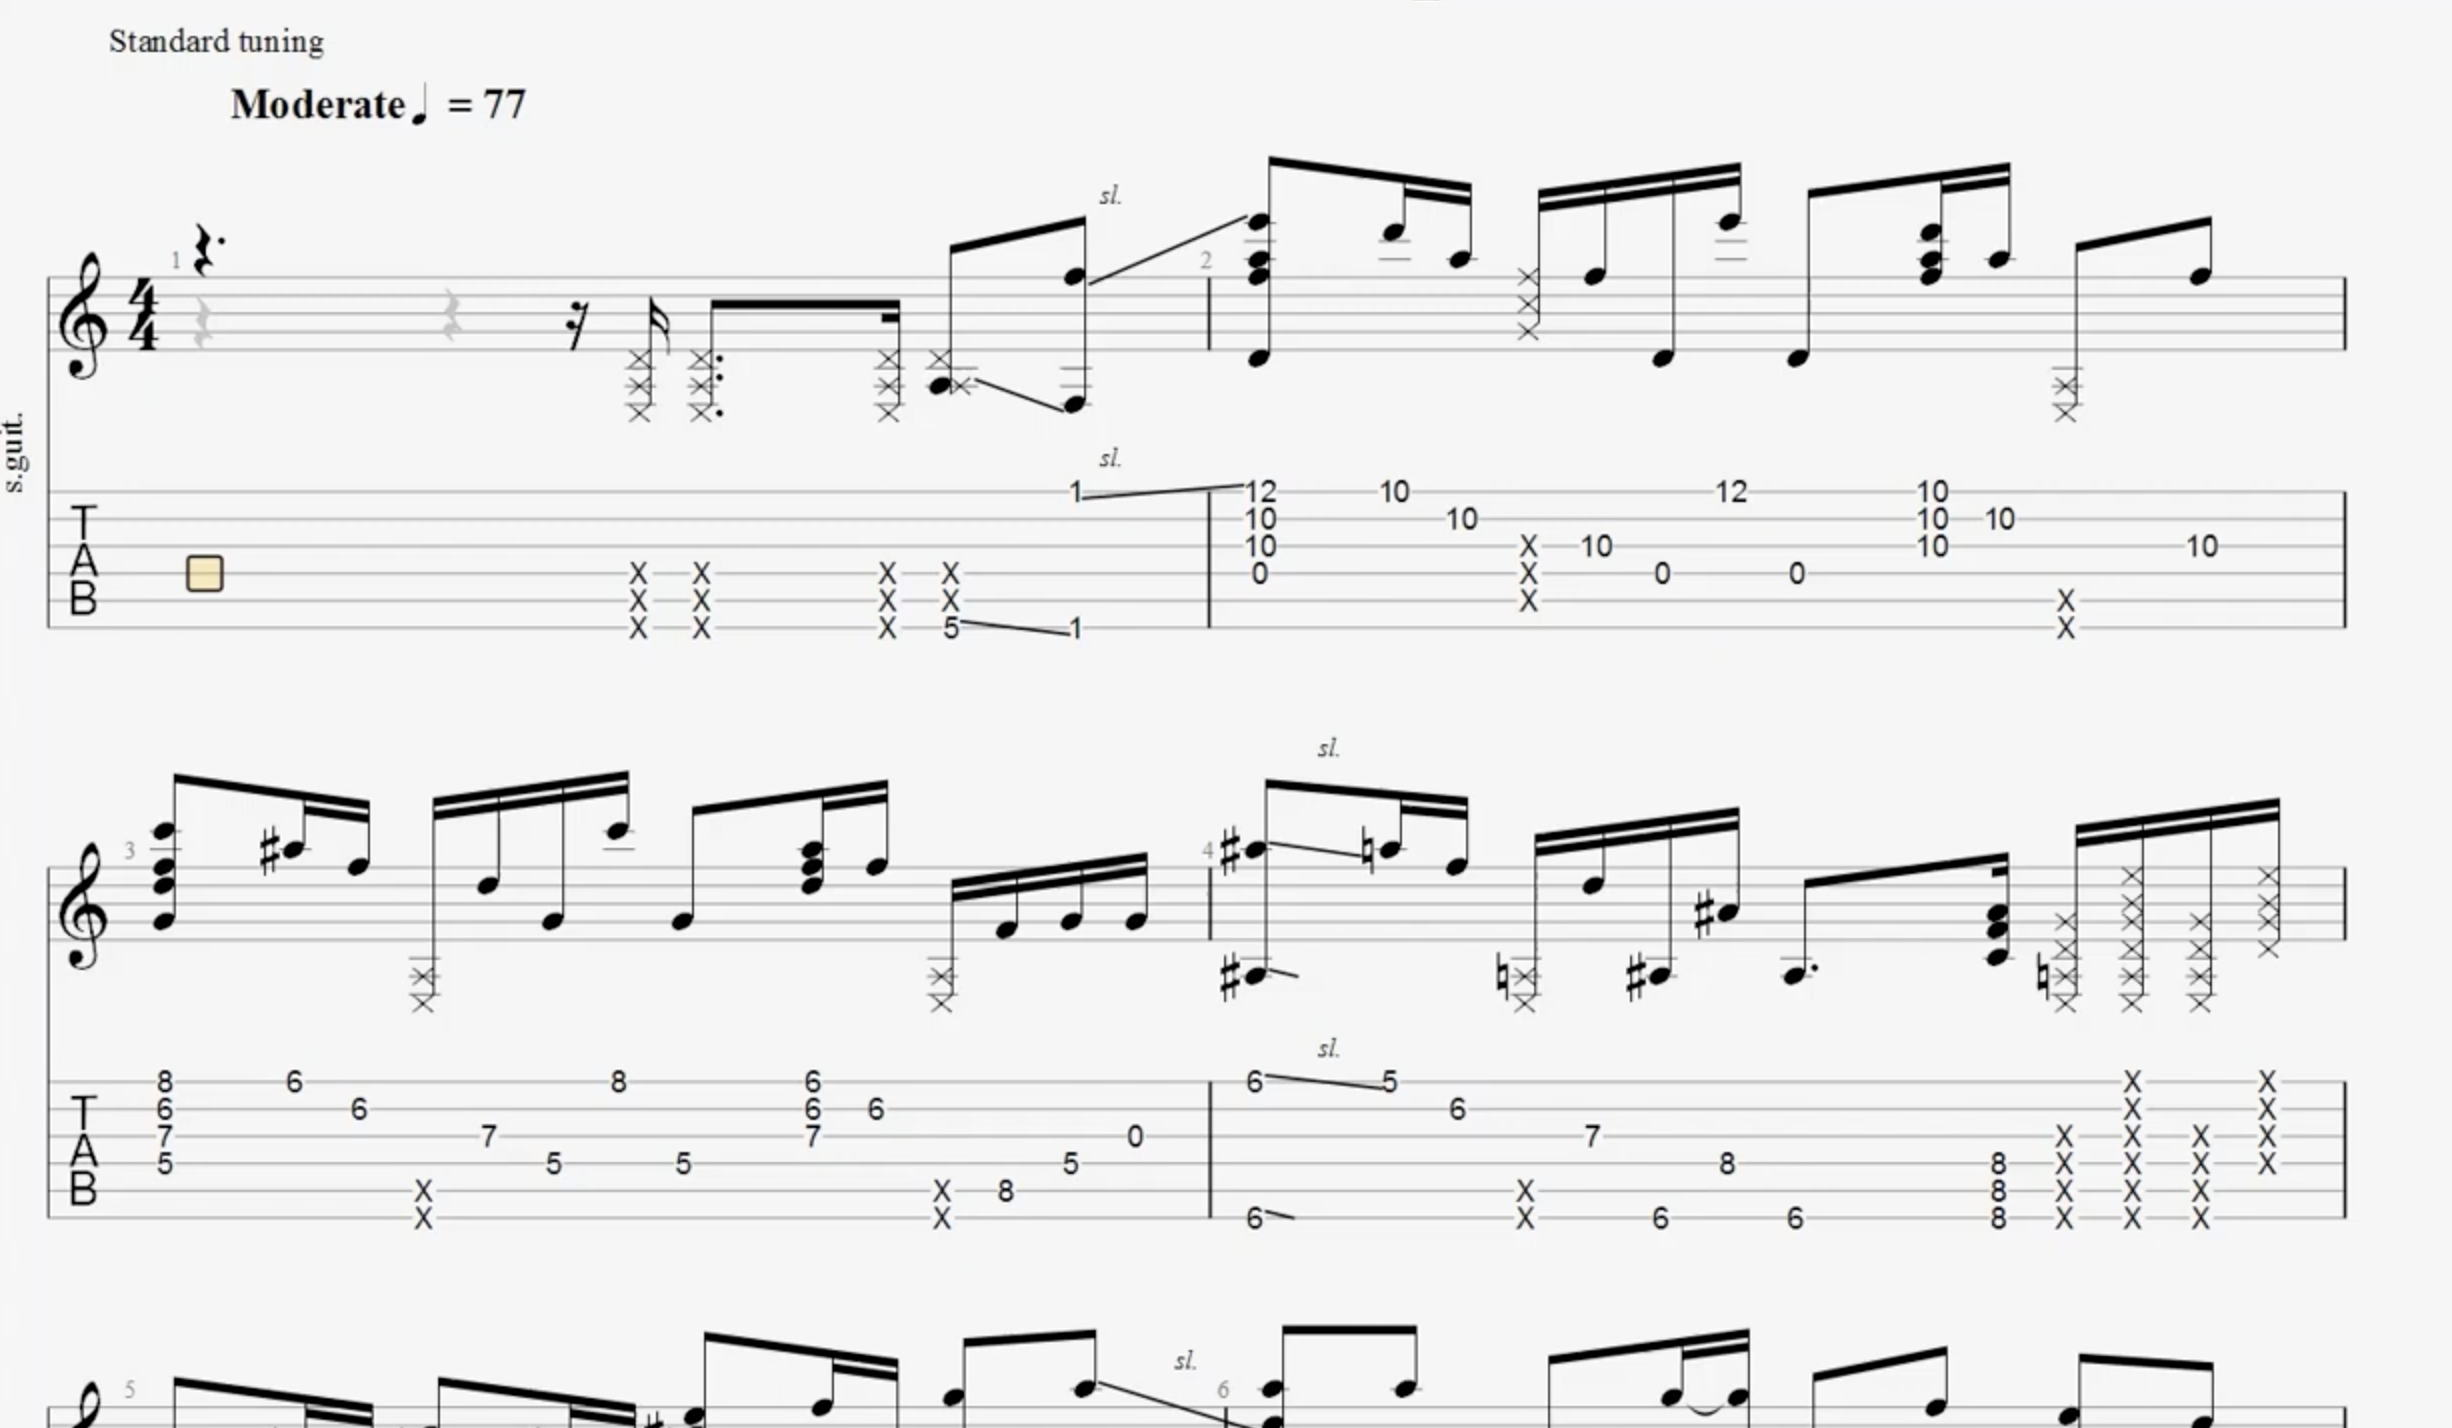 Standard tuning
Moderate = 77
sl.
1 2
4
4
s.guit.
sl.
1 12 10 12 10
T 10 10 10 10
A 10 X 10 10 10
X X X X 0 X 0 0
B X X X X X X
X X X 5 1 X
sl.
3 4
sl.
8 6 8 6 6 5 X X
T 6 6 6 6 6 X X
A 7 7 7 0 7 X X X X
5 5 5 5 8 8 X X X X
B X X 8 X 8 X X X
X X 6 X 6 6 8 X X X
sl.
5 6